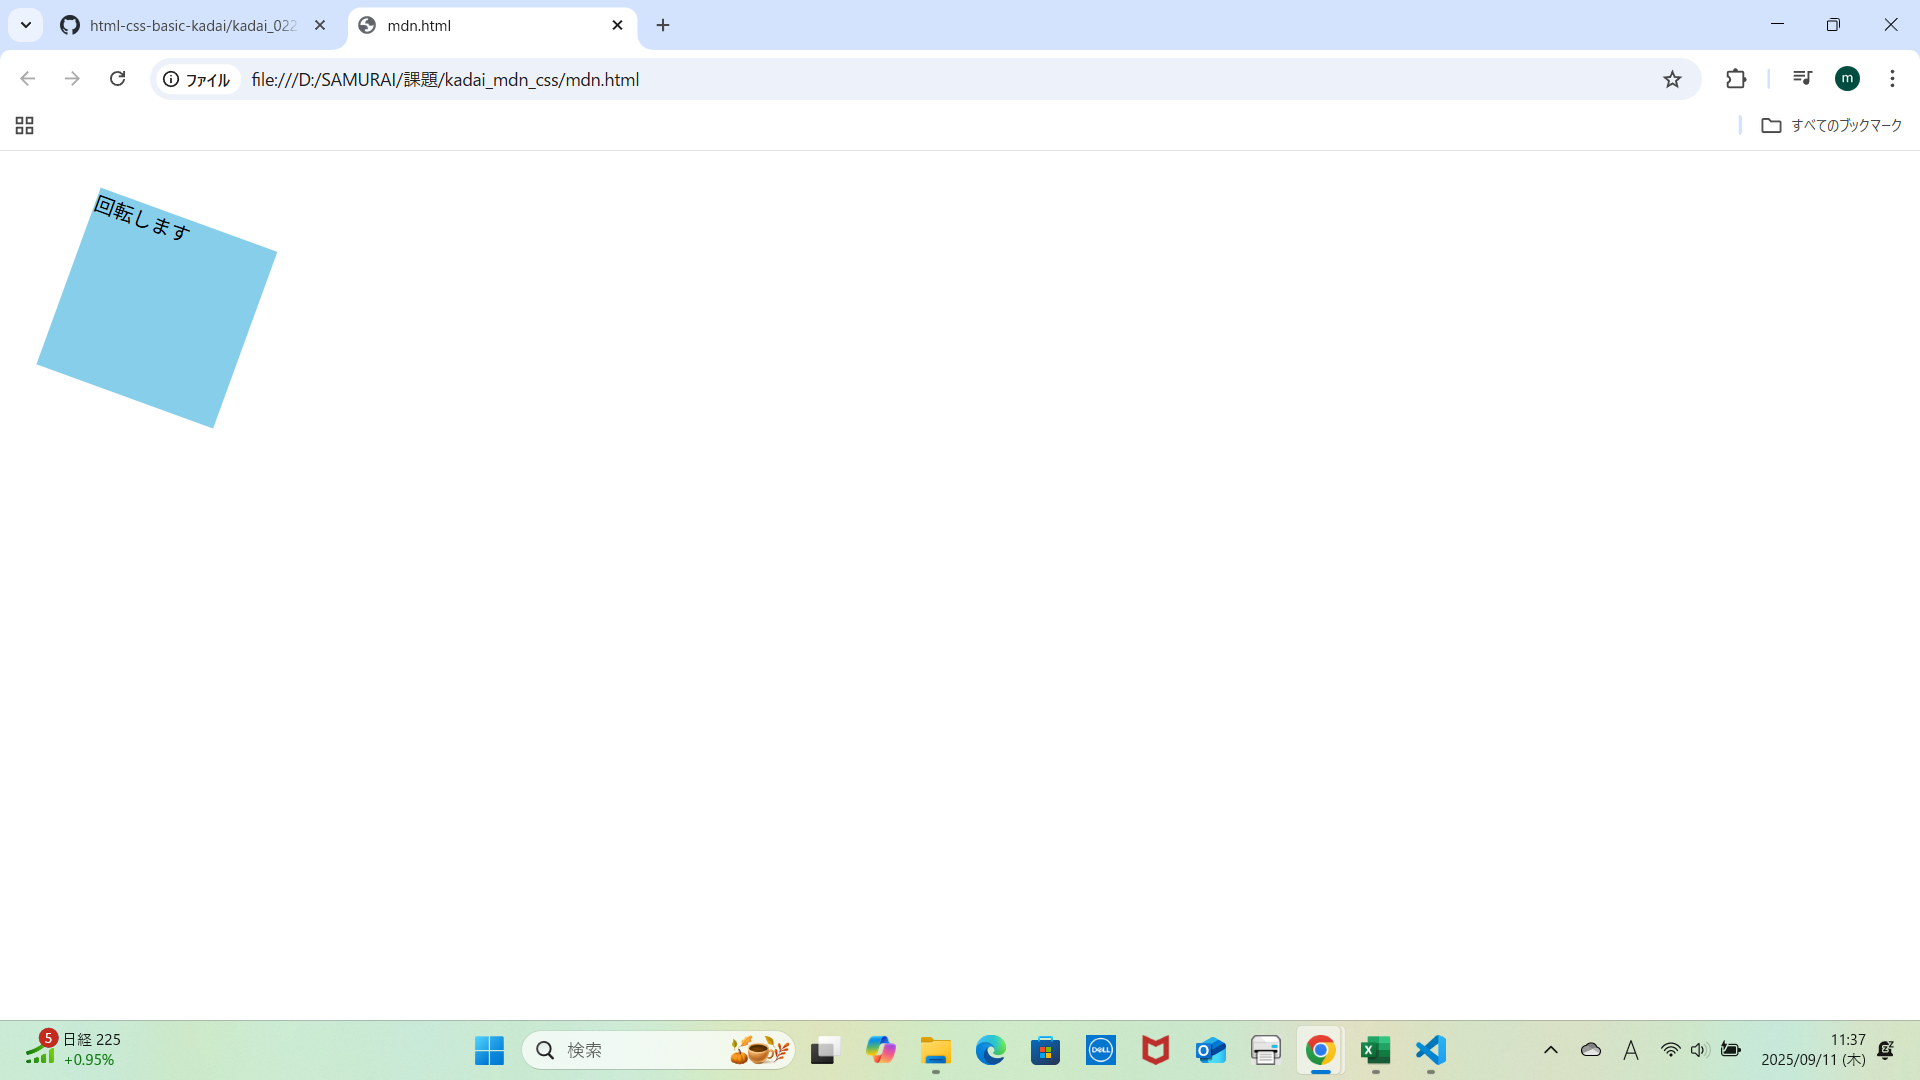 html-css-basic-kadai/kadai_022
mdn.html
ファイル
file:///D:/SAMURAI/課題/kadai_mdn_css/mdn.html
m
すべてのブックマーク
回転します
5
日経 225
+0.95%
検索
DELL
A
11:37
2025/09/11 (木)